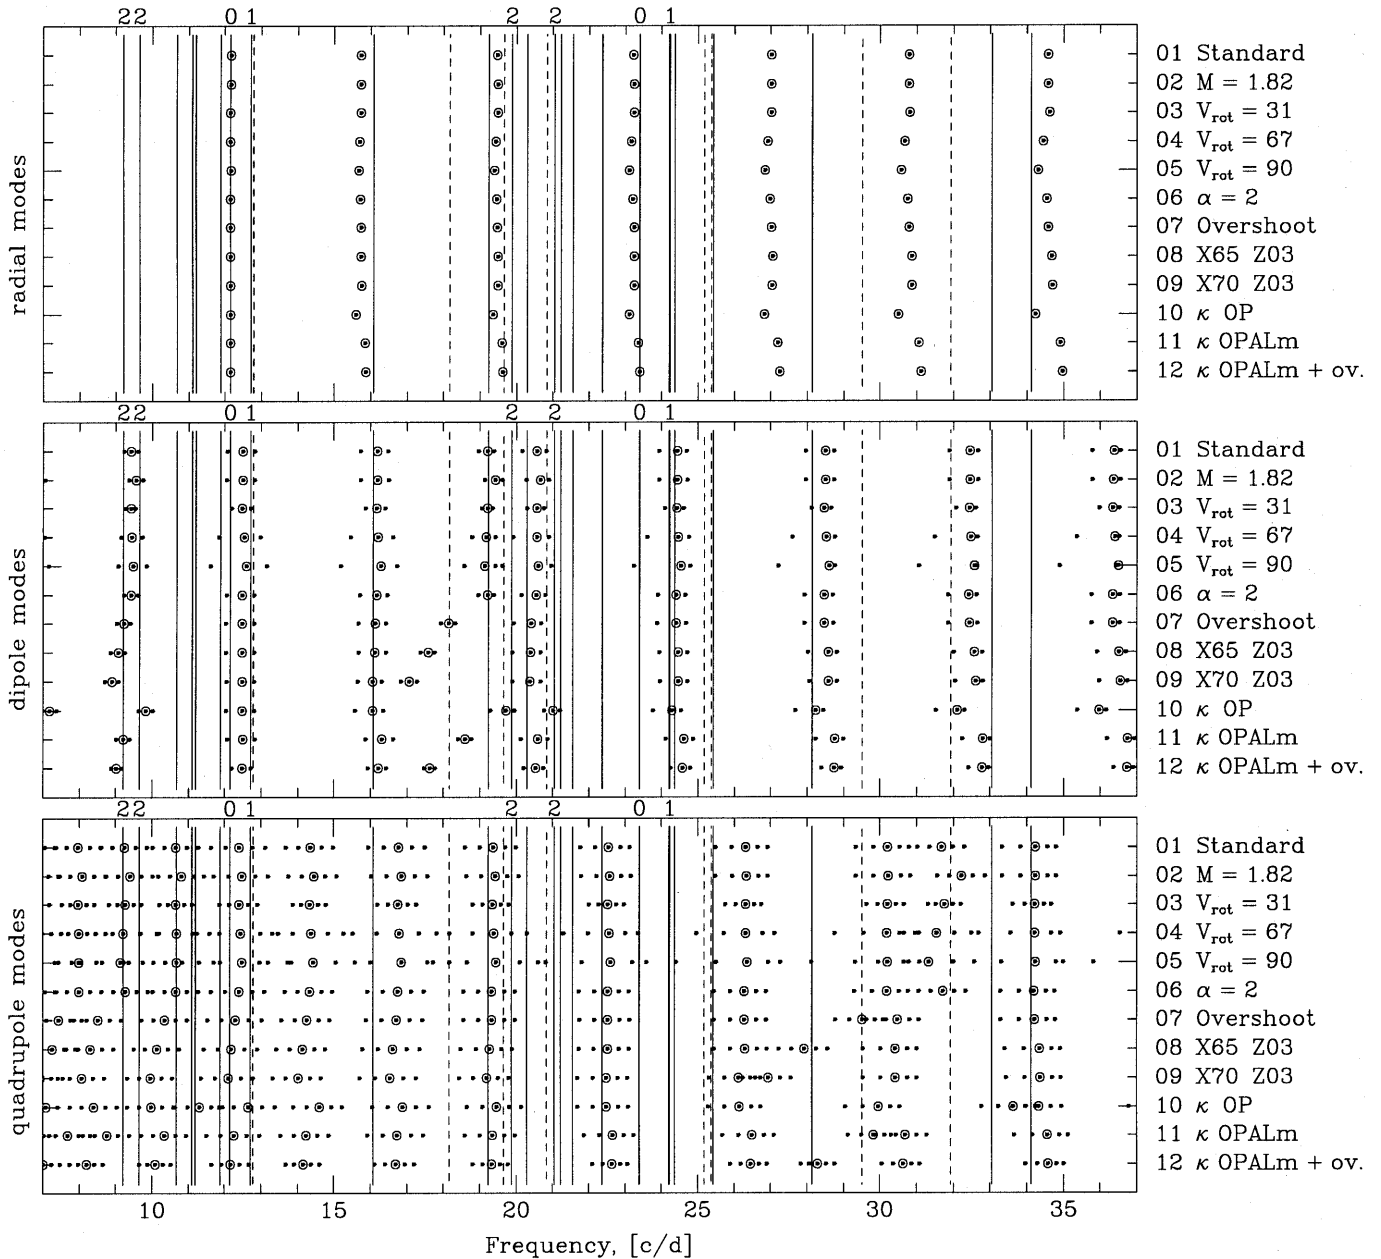 22 0 1 2 2 0 1
radial modes
01 Standard
02 M = 1.82
03 V_rot = 31
04 V_rot = 67
05 V_rot = 90
06 α = 2
07 Overshoot
08 X65 Z03
09 X70 Z03
10 κ OP
11 κ OPALm
12 κ OPALm + ov.
22 0 1 2 2 0 1
dipole modes
01 Standard
02 M = 1.82
03 V_rot = 31
04 V_rot = 67
05 V_rot = 90
06 α = 2
07 Overshoot
08 X65 Z03
09 X70 Z03
10 κ OP
11 κ OPALm
12 κ OPALm + ov.
22 0 1 2 2 0 1
quadrupole modes
01 Standard
02 M = 1.82
03 V_rot = 31
04 V_rot = 67
05 V_rot = 90
06 α = 2
07 Overshoot
08 X65 Z03
09 X70 Z03
10 κ OP
11 κ OPALm
12 κ OPALm + ov.
10 15 20 25 30 35
Frequency, [c/d]